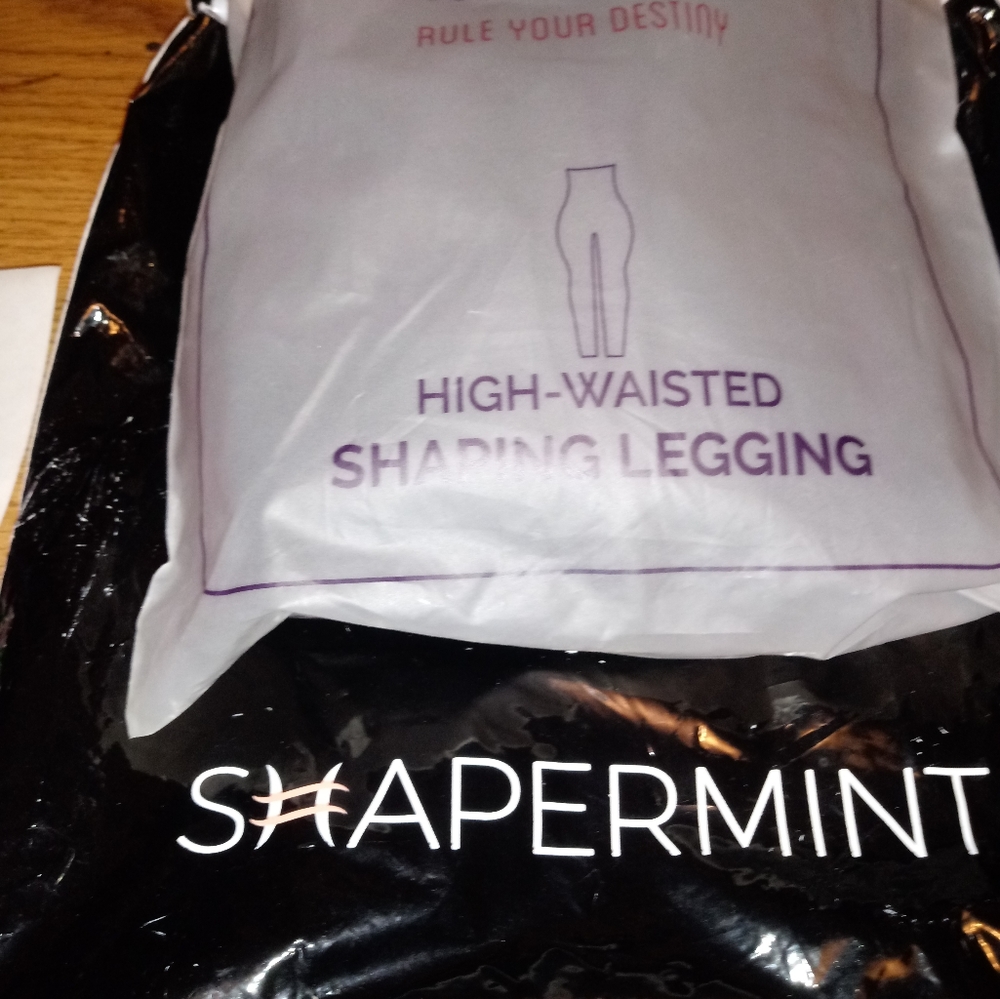 RULE YOUR DESTINY
HIGH-WAISTED
SHAPING LEGGING
SHAPERMINT